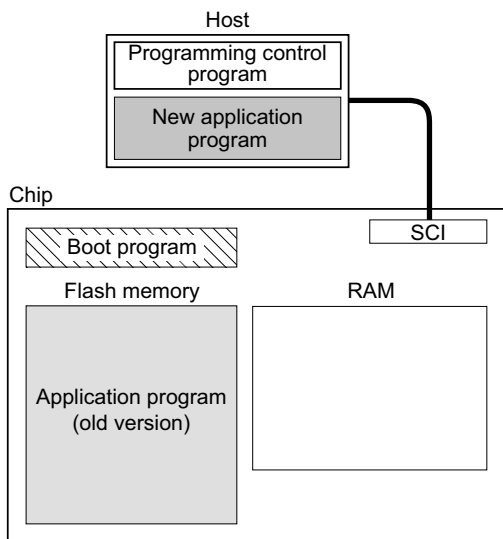 Host
Programming control
program
New application
program
Chip
SCI
Boot program
Flash memory
RAM
Application program
(old version)